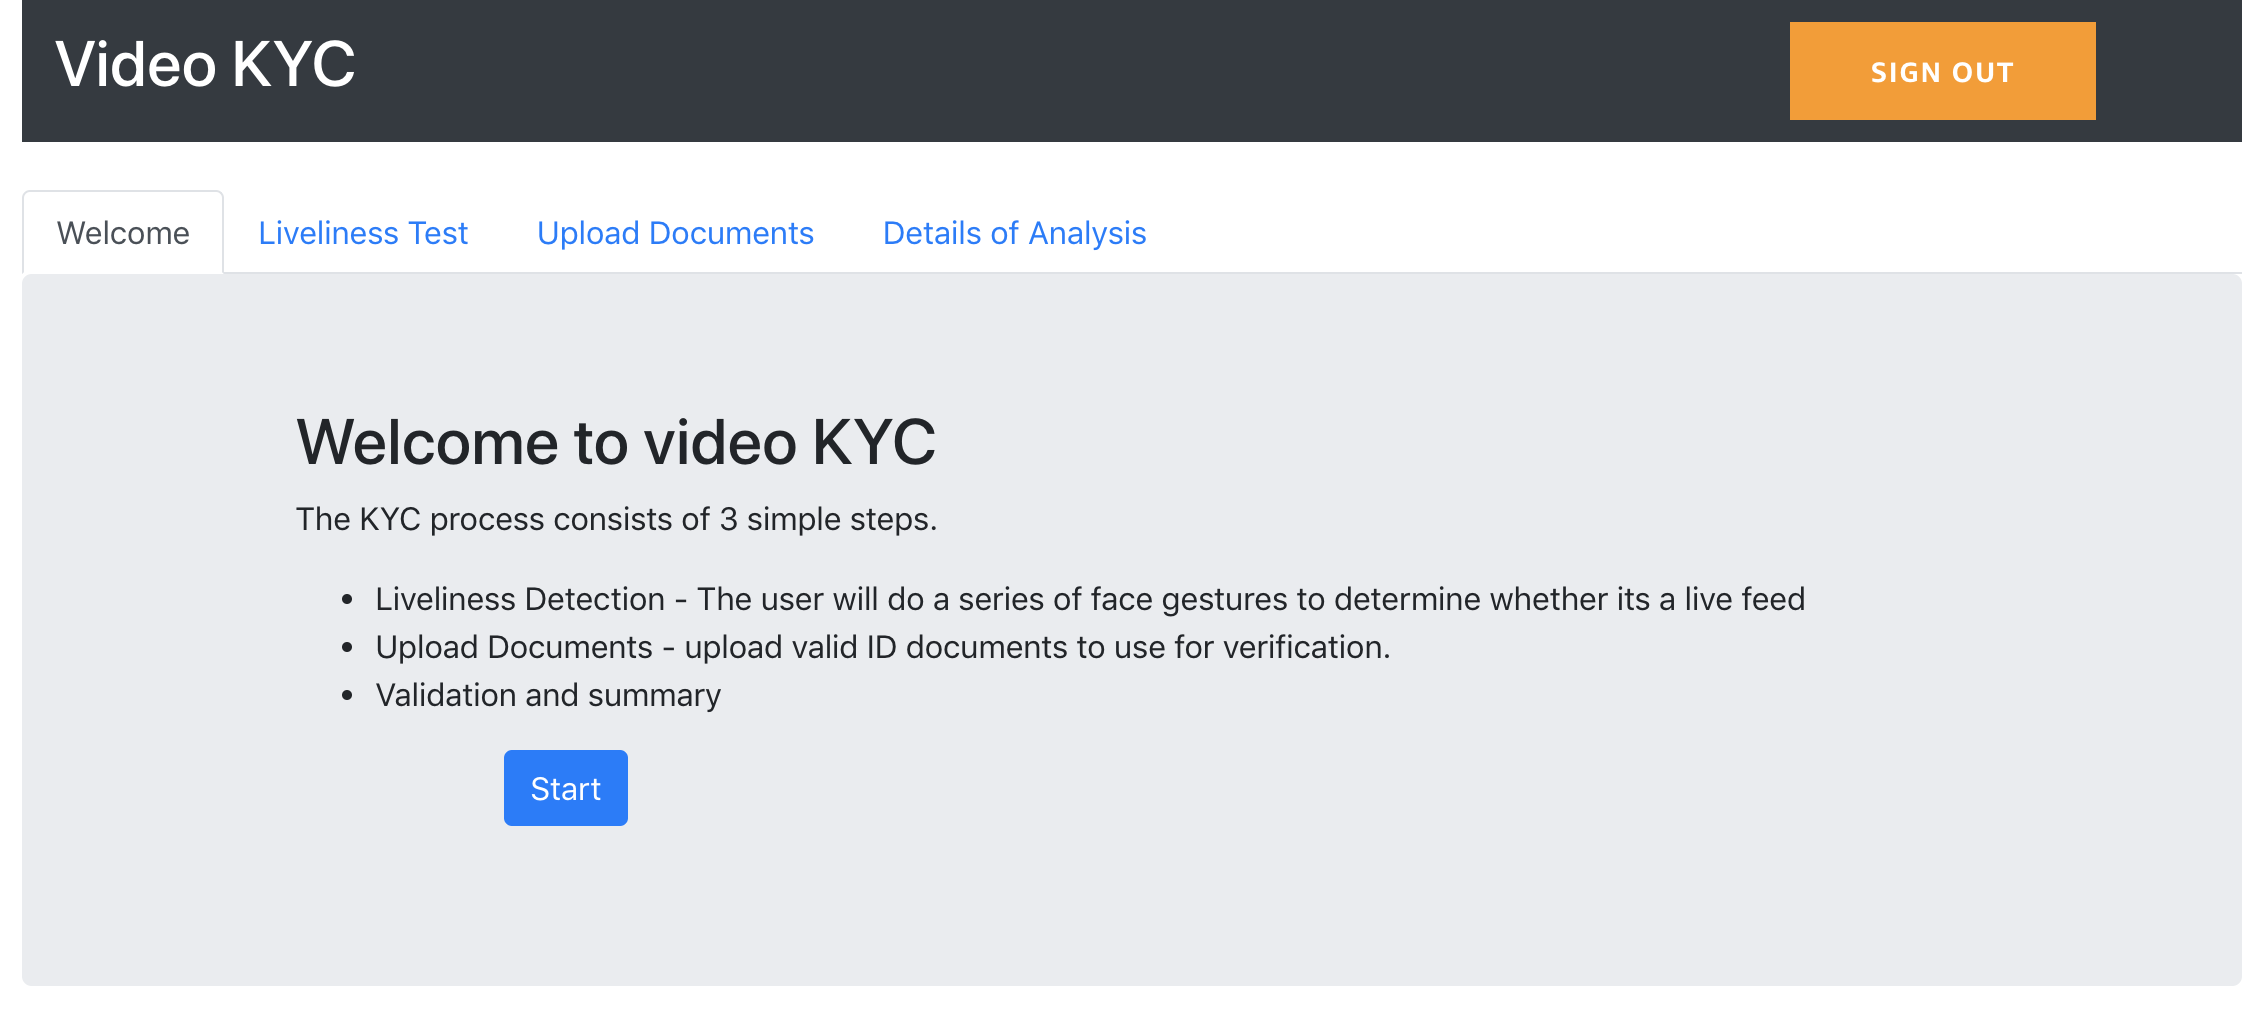 Video KYC
SIGN OUT
Welcome
Liveliness Test
Upload Documents
Details of Analysis
Welcome to video KYC
The KYC process consists of 3 simple steps.
• Liveliness Detection - The user will do a series of face gestures to determine whether its a live feed
• Upload Documents - upload valid ID documents to use for verification.
• Validation and summary
Start